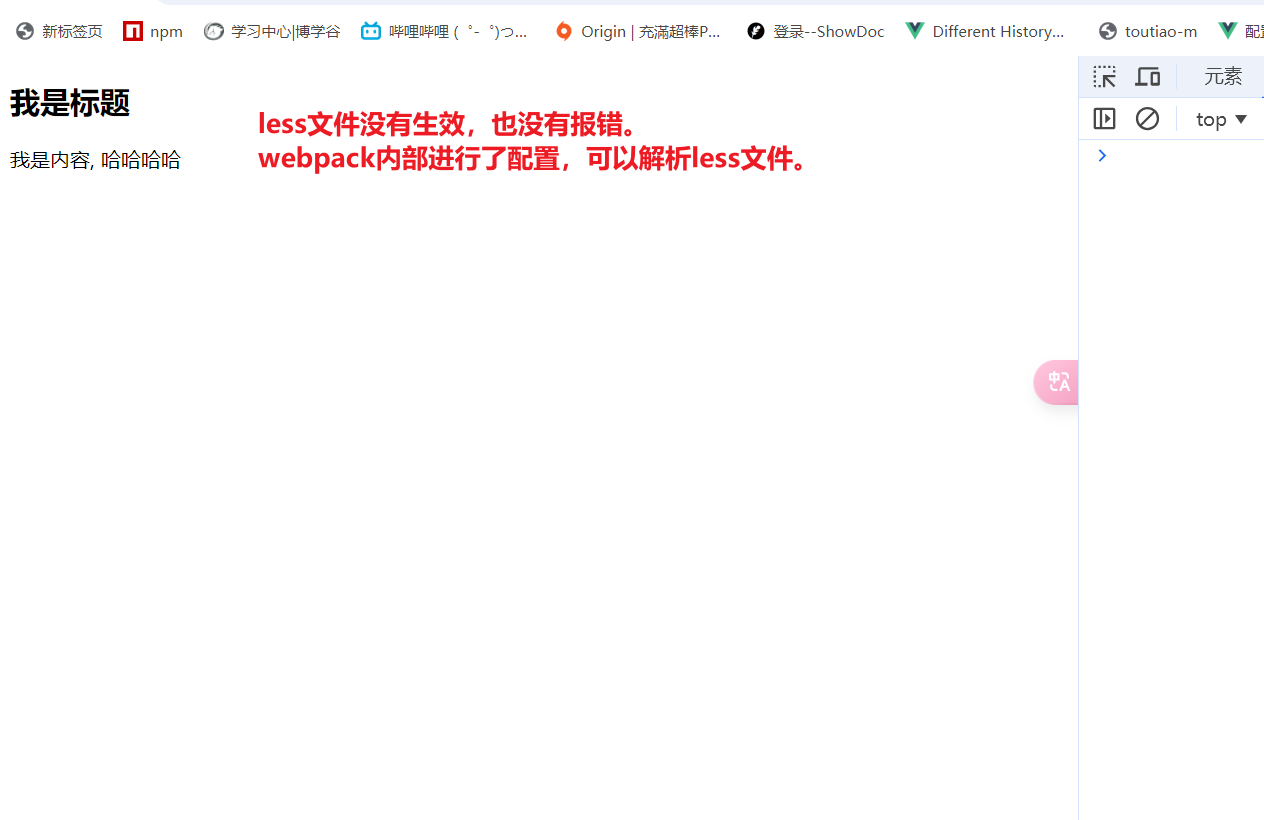 新标签页 npm 学习中心|博学谷 哔哩哔哩 ( ゜- ゜)つ... Origin | 充滿超棒P... 登录--ShowDoc Different History... toutiao-m
元素
我是标题
less文件没有生效，也没有报错。
top
我是内容, 哈哈哈哈
webpack内部进行了配置，可以解析less文件。
中A